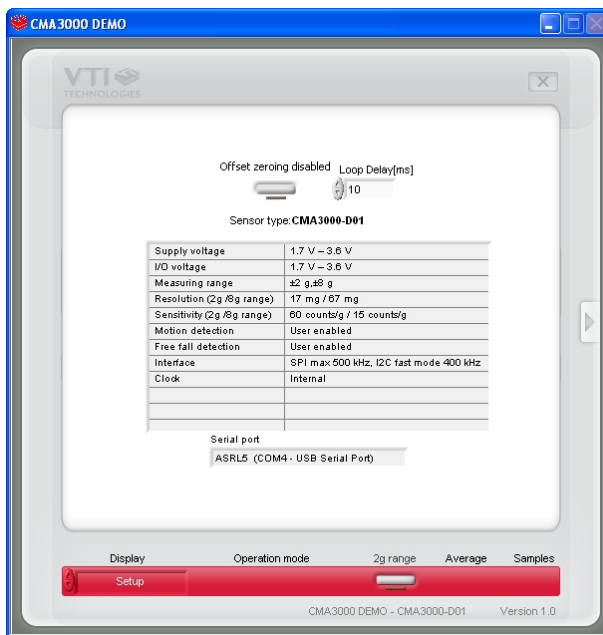 CMA3000 DEMO
VTI
TECHNOLOGIES
Offset zeroing disabled Loop Delay[ms]
10
Sensor type:CMA3000-D01
Supply voltage 1.7 V – 3.6 V
I/O voltage 1.7 V – 3.6 V
Measuring range ±2 g,±8 g
Resolution (2g /8g range) 17 mg / 67 mg
Sensitivity (2g /8g range) 60 counts/g / 15 counts/g
Motion detection User enabled
Free fall detection User enabled
Interface SPI max 500 kHz, I2C fast mode 400 kHz
Clock Internal
Serial port
ASRL5 (COM4 - USB Serial Port)
Display Operation mode 2g range Average Samples
Setup
CMA3000 DEMO - CMA3000-D01 Version 1.0